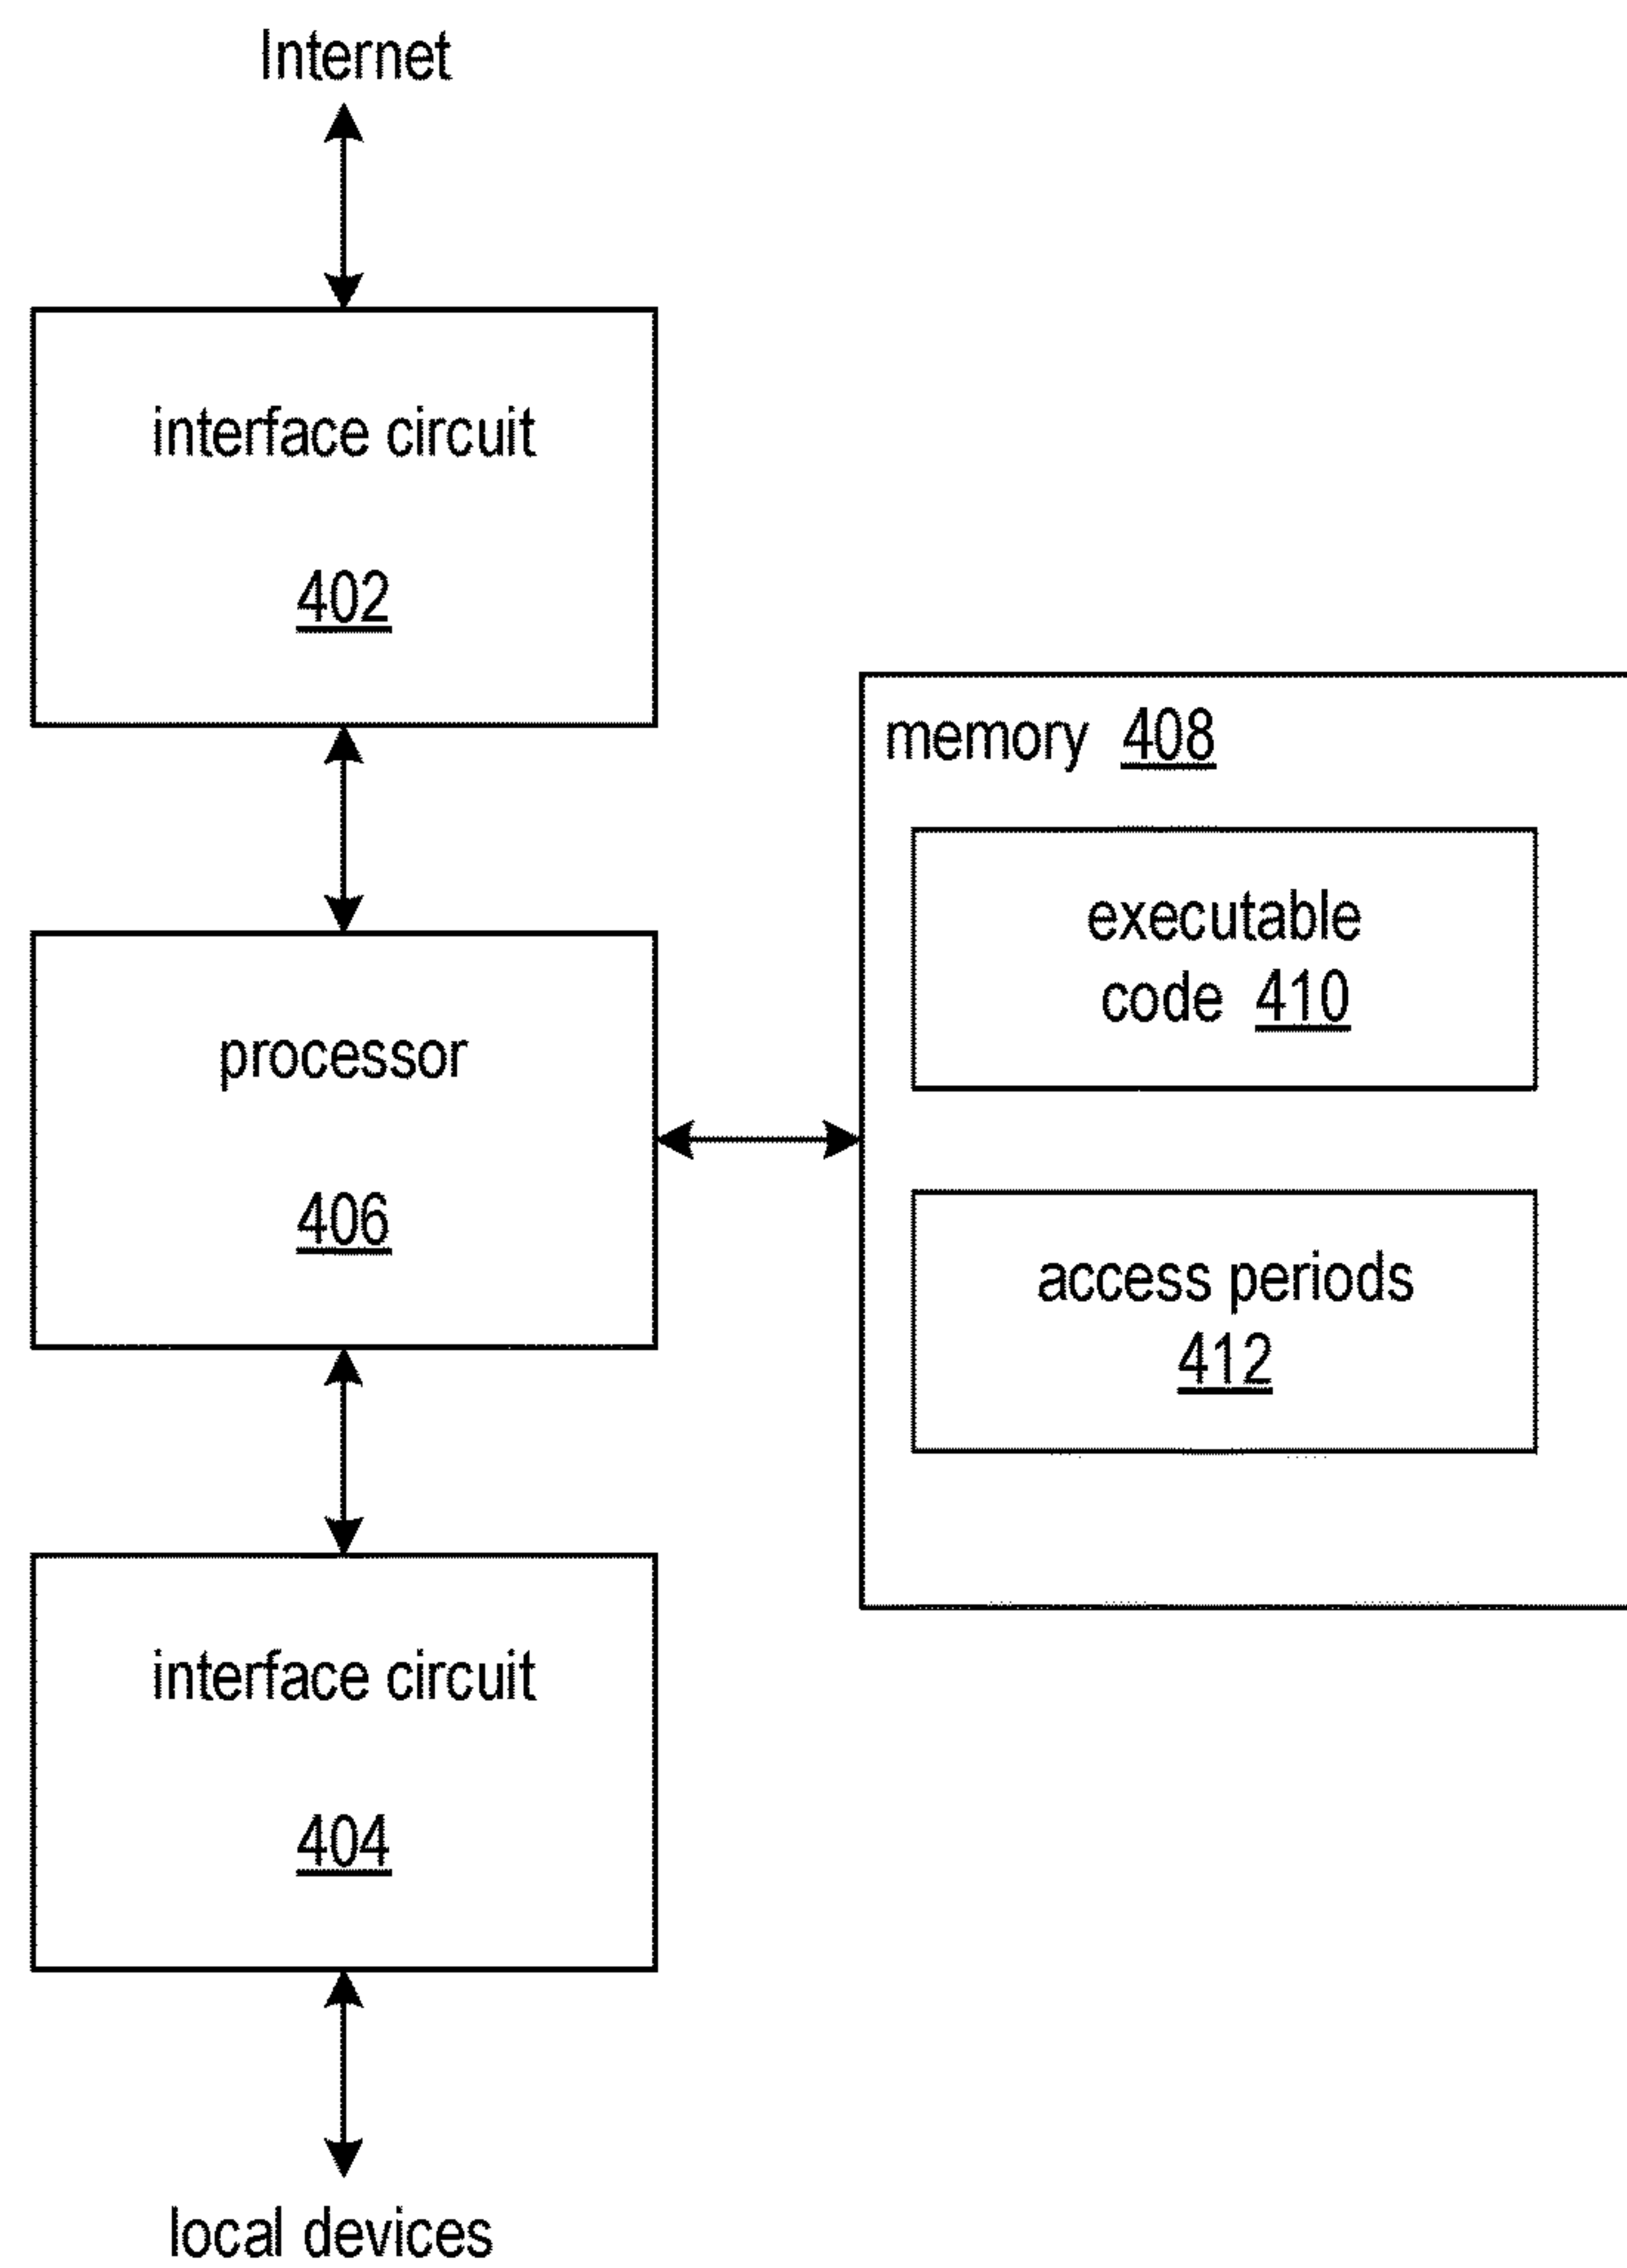 Internet
interface circuit
402
memory 408
executable
code 410
processor
406
access periods
412
interface circuit
404
local devices